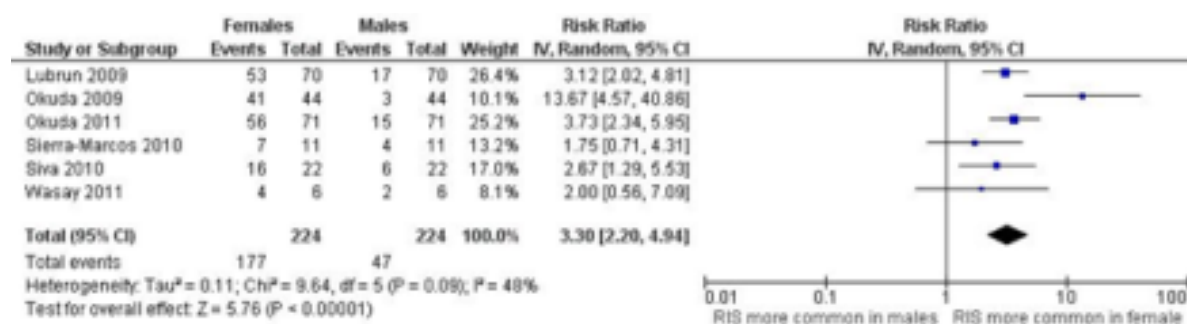 Females Males Risk Ratio Risk Ratio
Study or Subgroup Events Total Events Total Weight IV, Random, 95% CI IV, Random, 95% CI
Lubrun 2009 53 70 17 70 26.4% 3.12 [2.02, 4.81]
Okuda 2009 41 44 3 44 10.1% 13.67 [4.57, 40.86]
Okuda 2011 56 71 15 71 25.2% 3.73 [2.34, 5.95]
Sierra-Marcos 2010 7 11 4 11 13.2% 1.75 [0.71, 4.31]
Siva 2010 16 22 6 22 17.0% 2.67 [1.29, 5.53]
Wasay 2011 4 6 2 6 8.1% 2.00 [0.56, 7.09]
Total (95% CI) 224 224 100.0% 3.30 [2.20, 4.94]
Total events 177 47
Heterogeneity: Tau² = 0.11; Chi² = 9.64, df = 5 (P = 0.09); I² = 48%
Test for overall effect: Z = 5.76 (P < 0.00001)
0.01 0.1 1 10 100
RIS more common in males RIS more common in female